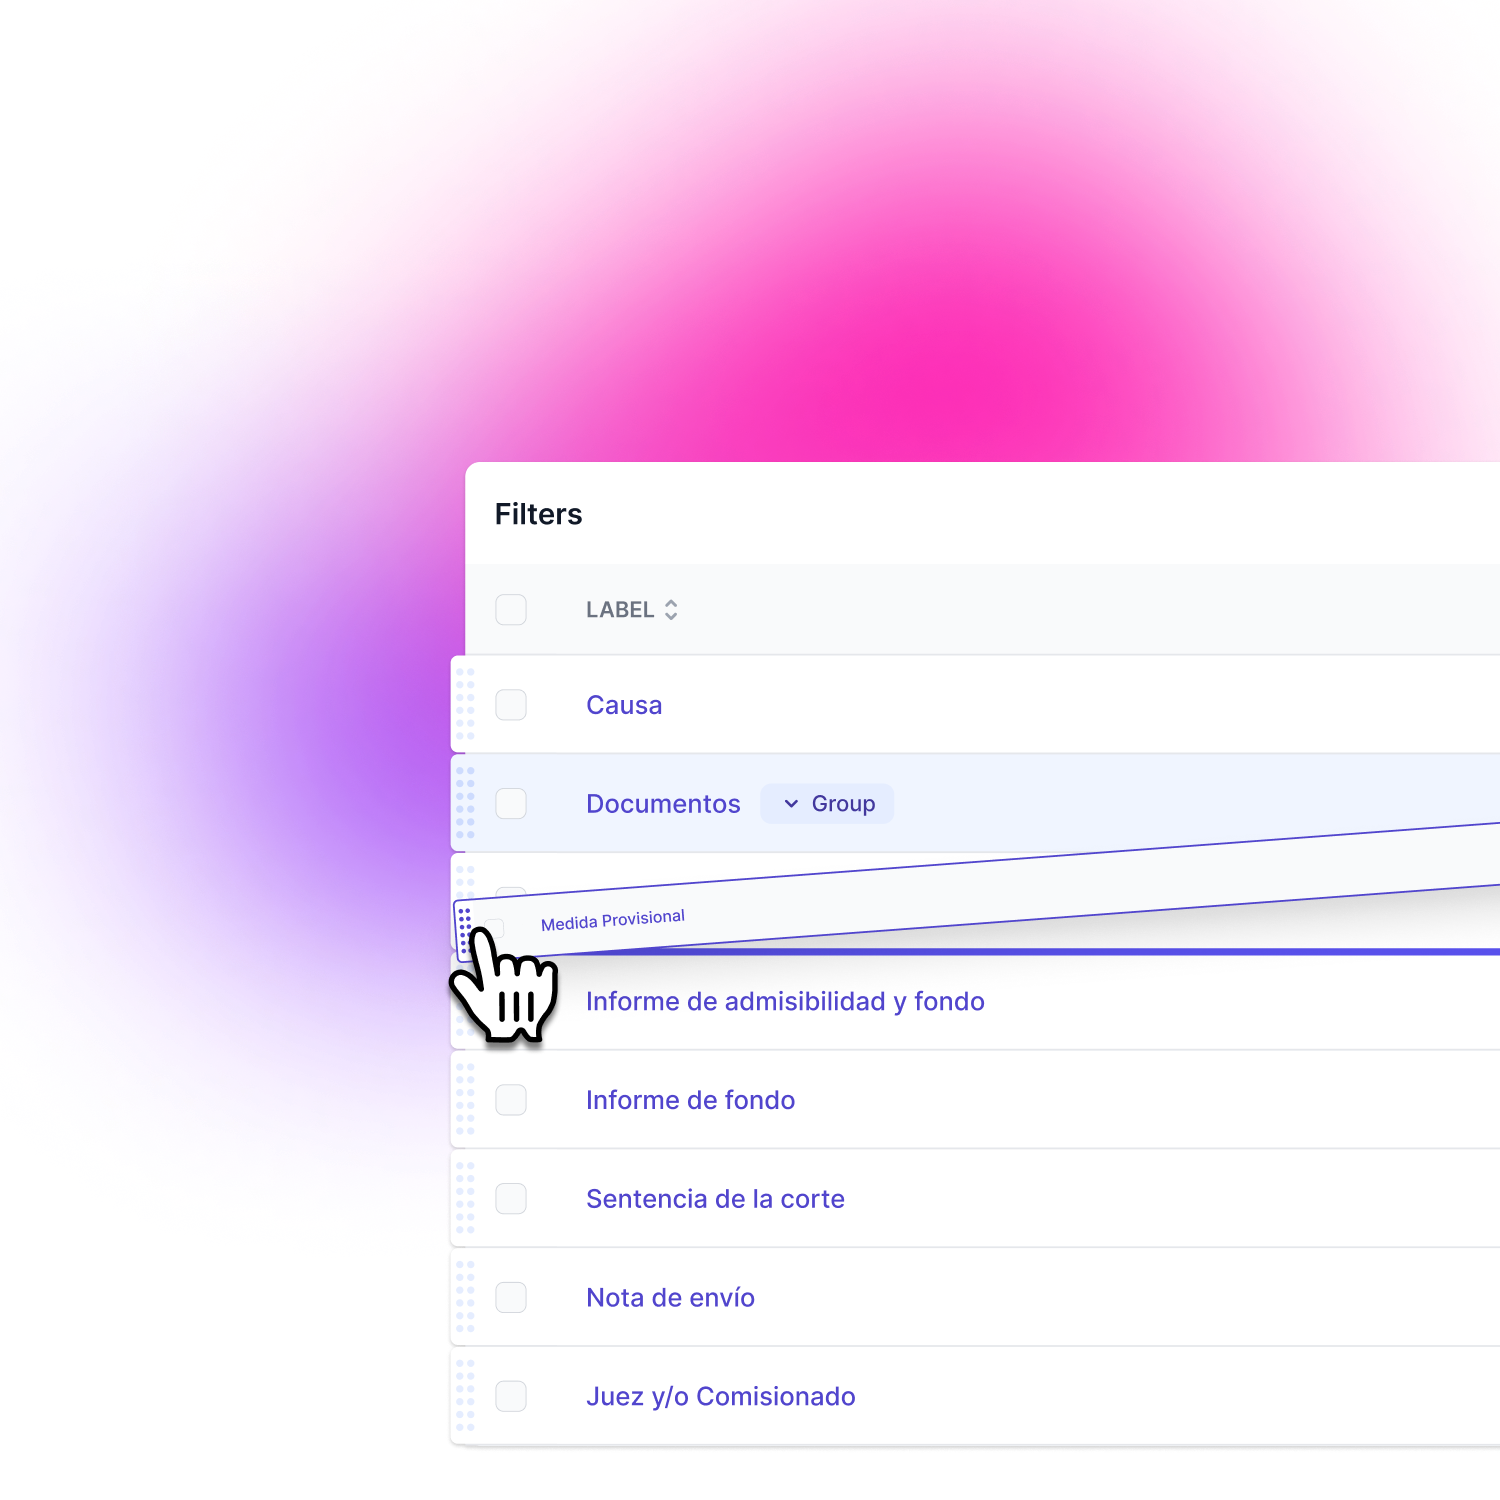 Filters
LABEL
Causa
Documentos Group
Medida Provisional
Informe de admisibilidad y fondo
Informe de fondo
Sentencia de la corte
Nota de envío
Juez y/o Comisionado